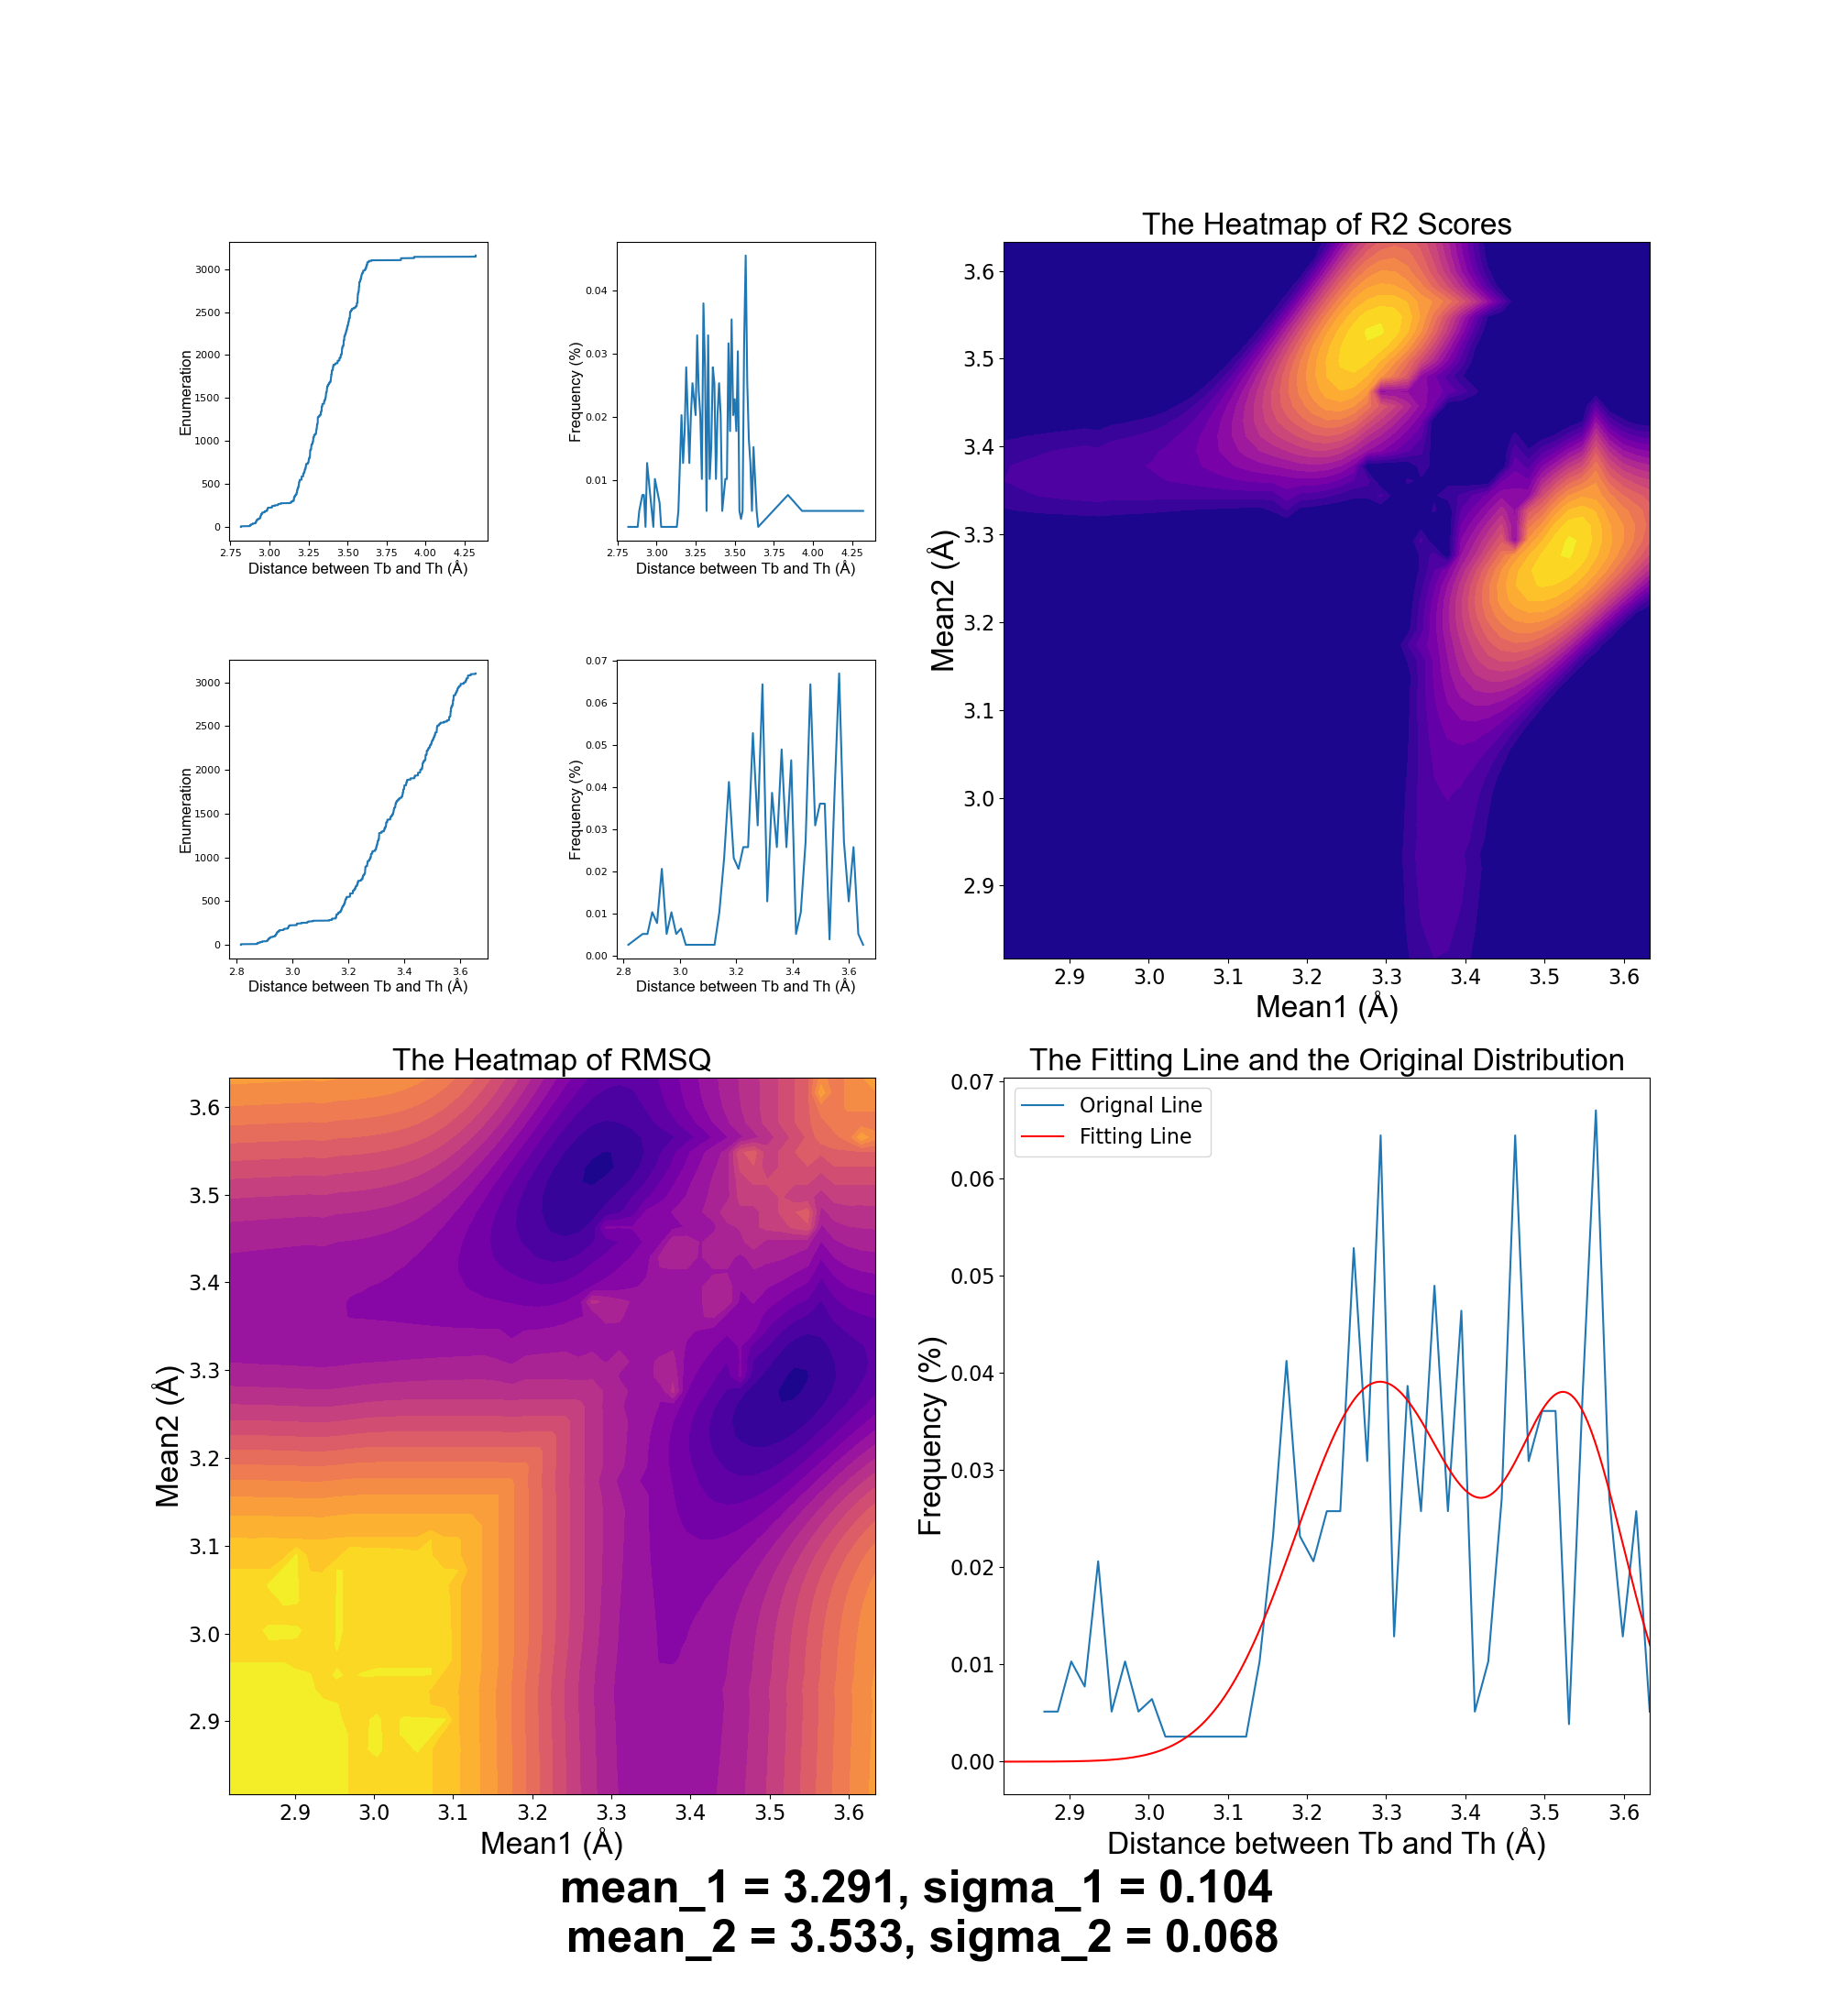 The Heatmap of R2 Scores
3000
2500
2000
1500
1000
500
0
Enumeration
2.75 3.00 3.25 3.50 3.75 4.00 4.25
Distance between Tb and Th (Å)
0.04
0.03
0.02
0.01
Frequency (%)
2.75 3.00 3.25 3.50 3.75 4.00 4.25
Distance between Tb and Th (Å)
3.6
3.5
3.4
3.3
3.2
3.1
3.0
2.9
Mean2 (Å)
2.9 3.0 3.1 3.2 3.3 3.4 3.5 3.6
Mean1 (Å)
3000
2500
2000
1500
1000
500
0
Enumeration
2.8 3.0 3.2 3.4 3.6
Distance between Tb and Th (Å)
0.07
0.06
0.05
0.04
0.03
0.02
0.01
0.00
Frequency (%)
2.8 3.0 3.2 3.4 3.6
Distance between Tb and Th (Å)
The Heatmap of RMSQ
3.6
3.5
3.4
3.3
3.2
3.1
3.0
2.9
Mean2 (Å)
2.9 3.0 3.1 3.2 3.3 3.4 3.5 3.6
Mean1 (Å)
The Fitting Line and the Original Distribution
Orignal Line
Fitting Line
0.07
0.06
0.05
0.04
0.03
0.02
0.01
0.00
Frequency (%)
2.9 3.0 3.1 3.2 3.3 3.4 3.5 3.6
Distance between Tb and Th (Å)
mean_1 = 3.291, sigma_1 = 0.104
mean_2 = 3.533, sigma_2 = 0.068